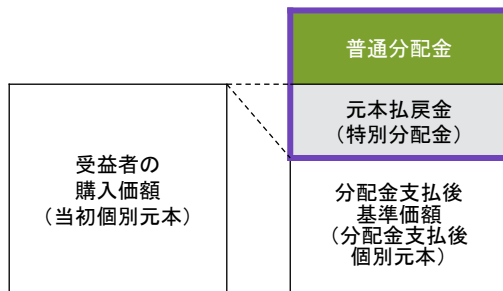 普通分配金
元本払戻金
（特別分配金）
受益者の
購入価額
（当初個別元本）
分配金支払後
基準価額
（分配金支払後
個別元本）